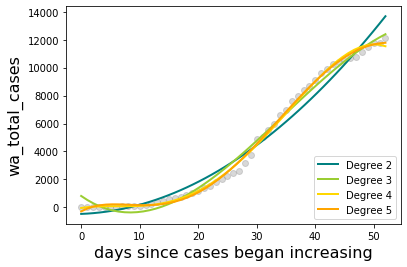 14000
12000
10000
8000
6000
4000
2000
0
wa_total_cases
0
10
20
30
40
50
days since cases began increasing
Degree 2
Degree 3
Degree 4
Degree 5